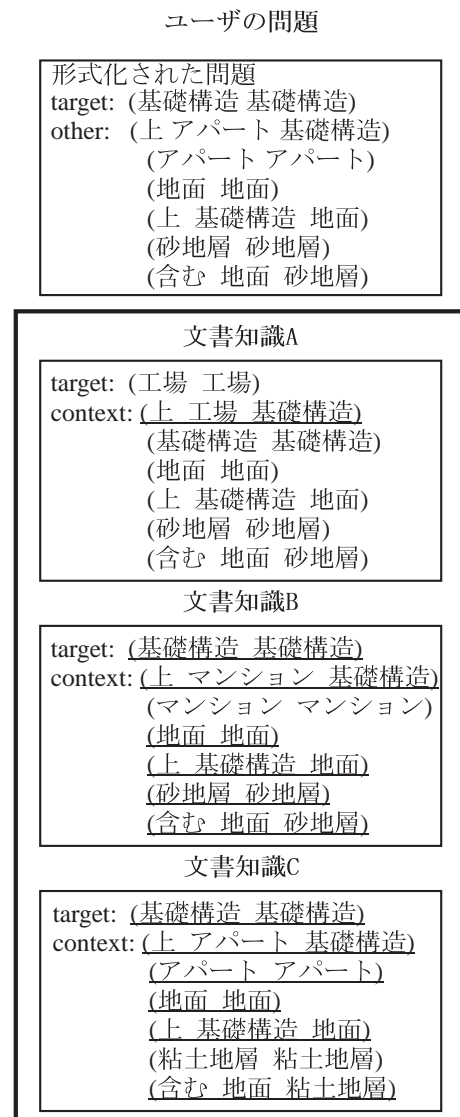 ユーザの問題
形式化された問題
target: (基礎構造 基礎構造)
other: (上 アパート 基礎構造)
(アパート アパート)
(地面 地面)
(上 基礎構造 地面)
(砂地層 砂地層)
(含む 地面 砂地層)
文書知識A
target: (工場 工場)
context: (上 工場 基礎構造)
(基礎構造 基礎構造)
(地面 地面)
(上 基礎構造 地面)
(砂地層 砂地層)
(含む 地面 砂地層)
文書知識B
target: (基礎構造 基礎構造)
context: (上 マンション 基礎構造)
(マンション マンション)
(地面 地面)
(上 基礎構造 地面)
(砂地層 砂地層)
(含む 地面 砂地層)
文書知識C
target: (基礎構造 基礎構造)
context: (上 アパート 基礎構造)
(アパート アパート)
(地面 地面)
(上 基礎構造 地面)
(粘土地層 粘土地層)
(含む 地面 粘土地層)